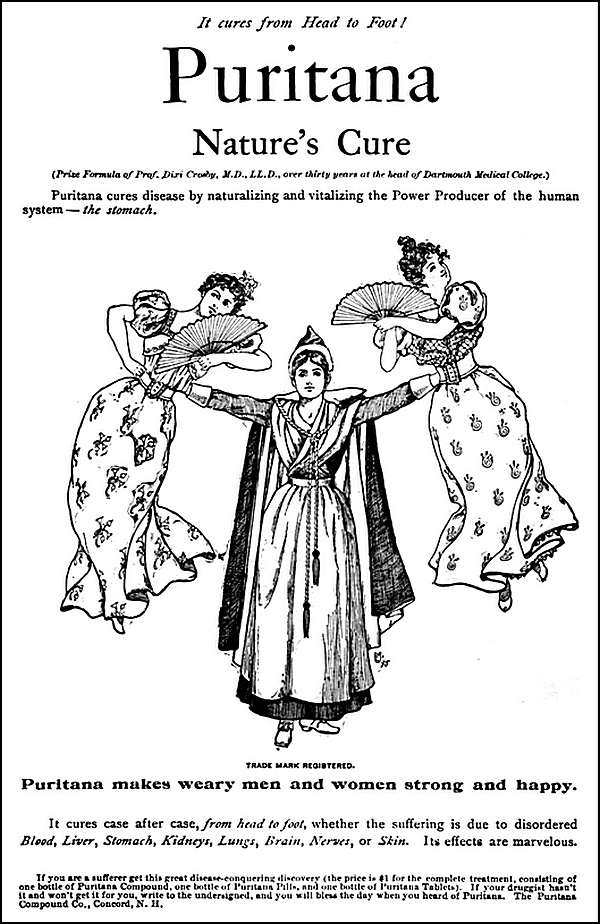 It cures from Head to Foot!
Puritana
Nature's Cure
(Prize Formula of Prof. Dixi Crosby, M.D., LL.D., over thirty years at the head of Dartmouth Medical College.)
Puritana cures disease by naturalizing and vitalizing the Power Producer of the human
system — the stomach.
TRADE MARK REGISTERED.
Puritana makes weary men and women strong and happy.
It cures case after case, from head to foot, whether the suffering is due to disordered
Blood, Liver, Stomach, Kidneys, Lungs, Brain, Nerves, or Skin. Its effects are marvelous.
If you are a sufferer get this great disease-conquering discovery (the price is $1 for the complete treatment, consisting of
one bottle of Puritana Compound, one bottle of Puritana Pills, and one bottle of Puritana Tablets). If your druggist hasn't
it and won't get it for you, write to the undersigned, and you will bless the day when you heard of Puritana. The Puritana
Compound Co., Concord, N. H.